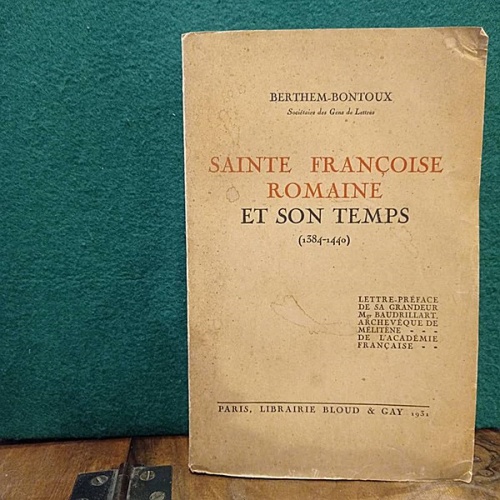 BERTHEM-BONTOUX
Sociétaire des Gens de Lettres
SAINTE FRANÇOISE
ROMAINE
ET SON TEMPS
(1384-1440)
LETTRE-PRÉFACE
DE SA GRANDEUR
Mgr BAUDRILLART,
ARCHEVÊQUE DE
MÉLITÈNE - - -
DE L'ACADÉMIE
FRANÇAISE - -
PARIS, LIBRAIRIE BLOUD & GAY 1931